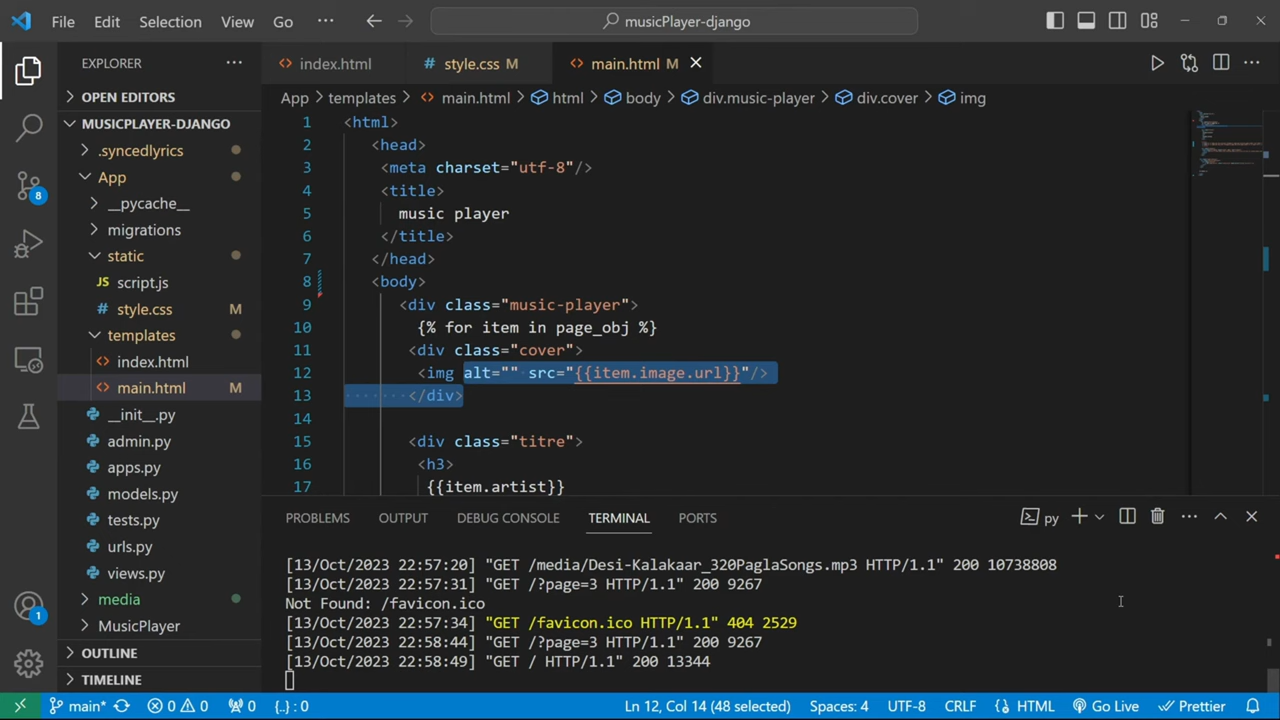 File Edit Selection View Go ··· musicPlayer-django
EXPLORER ···
index.html style.css M main.html M
App > templates > main.html > html > body > div.music-player > div.cover > img
OPEN EDITORS
MUSICPLAYER-DJANGO
.syncedlyrics
App
__pycache__
migrations
static
script.js
style.css M
templates
index.html
main.html M
__init__.py
admin.py
apps.py
models.py
tests.py
urls.py
views.py
media
MusicPlayer
OUTLINE
TIMELINE
8
1
1 <html>
2 <head>
3 <meta charset="utf-8"/>
4 <title>
5 music player
6 </title>
7 </head>
8 <body>
9 <div class="music-player">
10 {% for item in page_obj %}
11 <div class="cover">
12 <img alt="" src="{{item.image.url}}"/>
13 </div>
14
15 <div class="titre">
16 <h3>
17 {{item.artist}}
PROBLEMS OUTPUT DEBUG CONSOLE TERMINAL PORTS py
[13/Oct/2023 22:57:20] "GET /media/Desi-Kalakaar_320PaglaSongs.mp3 HTTP/1.1" 200 10738808
[13/Oct/2023 22:57:31] "GET /?page=3 HTTP/1.1" 200 9267
Not Found: /favicon.ico
[13/Oct/2023 22:57:34] "GET /favicon.ico HTTP/1.1" 404 2529
[13/Oct/2023 22:58:44] "GET /?page=3 HTTP/1.1" 200 9267
[13/Oct/2023 22:58:49] "GET / HTTP/1.1" 200 13344
main* 0 0 0 {..} : 0 Ln 12, Col 14 (48 selected) Spaces: 4 UTF-8 CRLF HTML Go Live Prettier